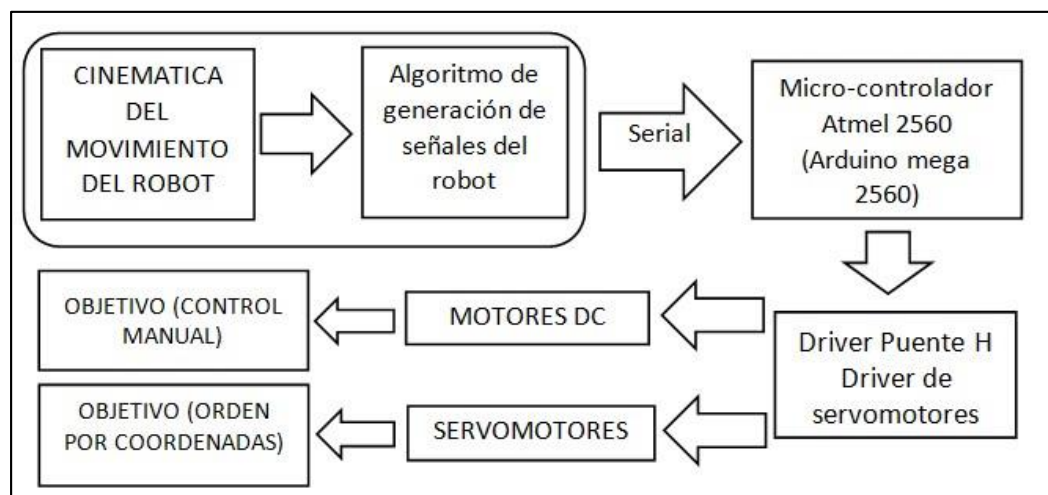 CINEMATICA
DEL
MOVIMIENTO
DEL ROBOT
Algoritmo de
generación de
señales del
robot
Serial
Micro-controlador
Atmel 2560
(Arduino mega
2560)
OBJETIVO (CONTROL
MANUAL)
MOTORES DC
Driver Puente H
Driver de
servomotores
OBJETIVO (ORDEN
POR COORDENADAS)
SERVOMOTORES